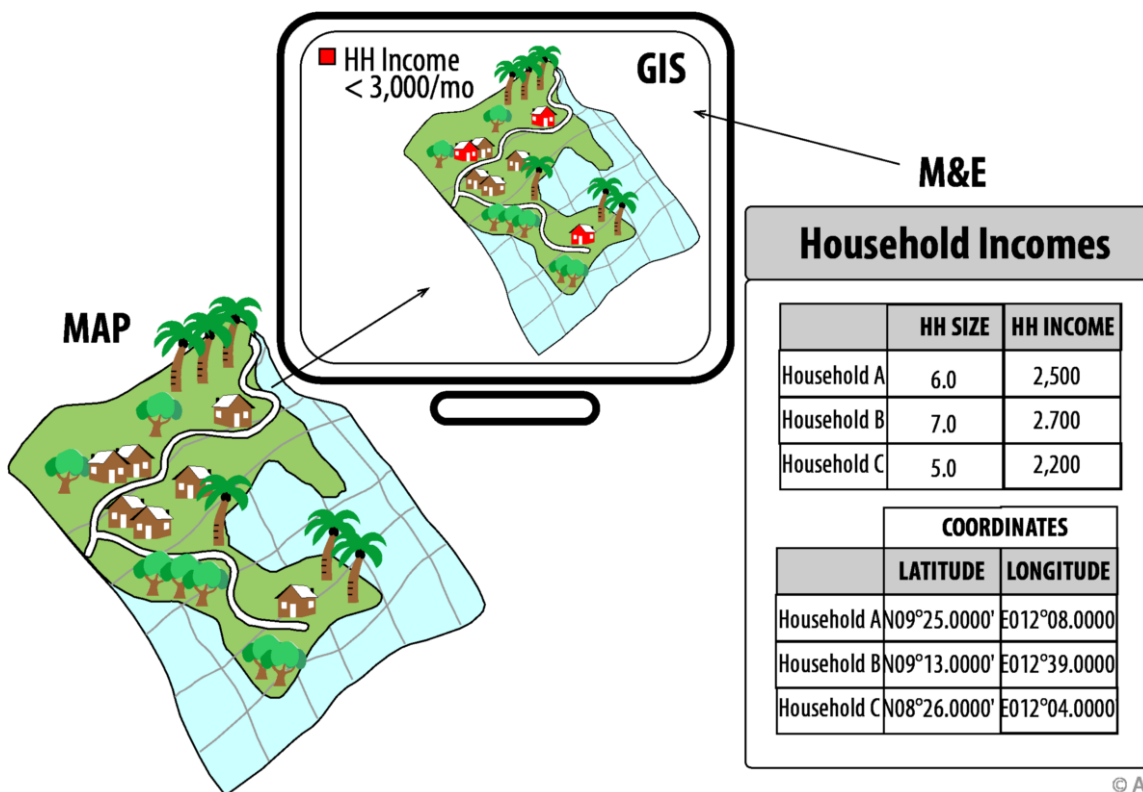 HH Income
< 3,000/mo
GIS
M&E
MAP
Household Incomes
HH SIZE HH INCOME
Household A 6.0 2,500
Household B 7.0 2.700
Household C 5.0 2,200
COORDINATES
LATITUDE LONGITUDE
Household A N09°25.0000' E012°08.0000
Household B N09°13.0000' E012°39.0000
Household C N08°26.0000' E012°04.0000
© A